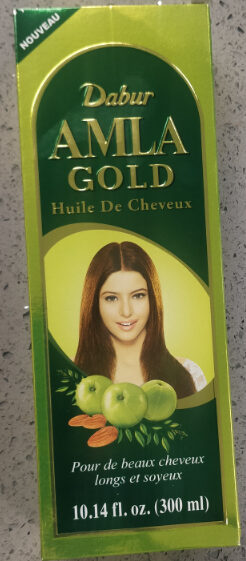 NOUVEAU
Dabur
AMLA
GOLD
Huile De Cheveux
Pour de beaux cheveux
longs et soyeux
10.14 fl. oz. (300 ml)